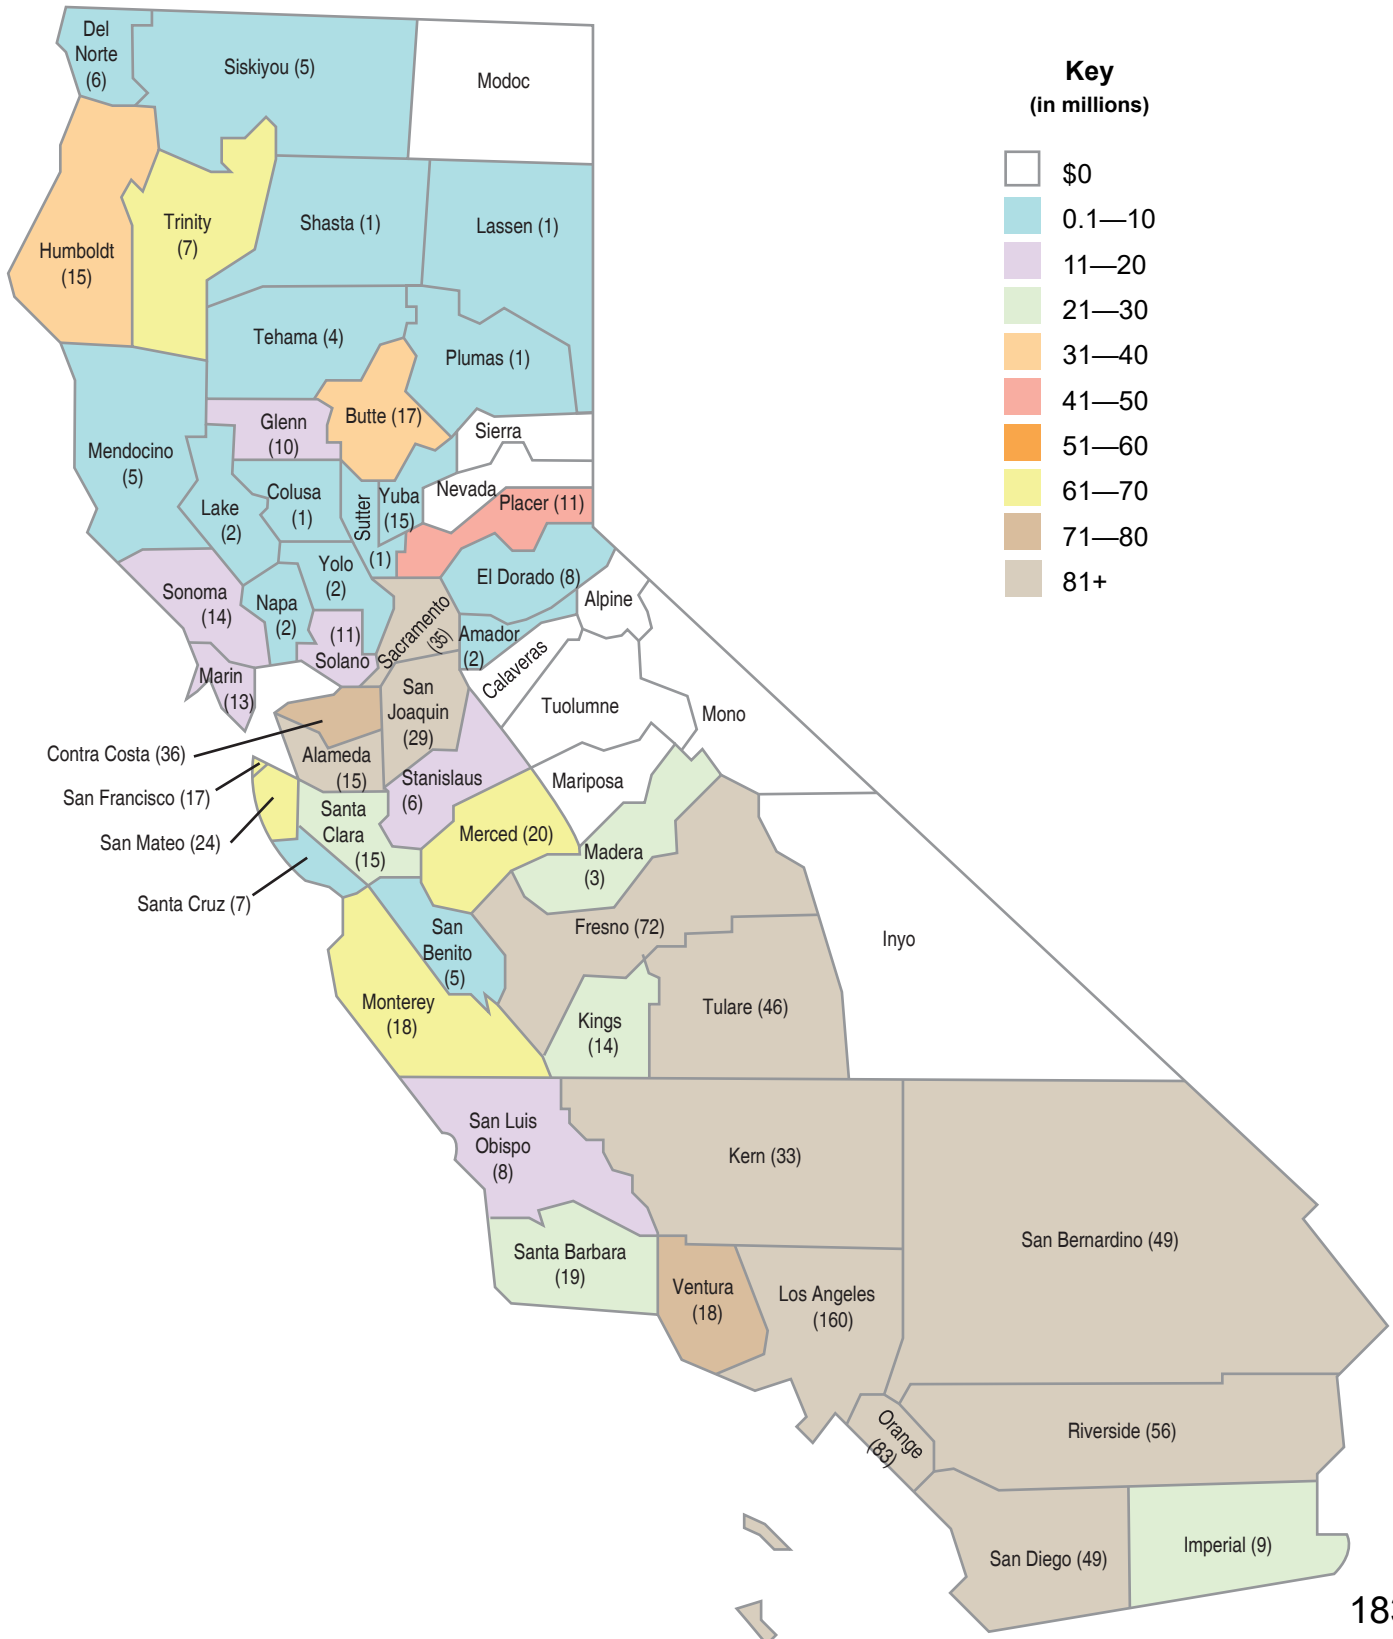 Del
Norte
(6)
Siskiyou (5)
Modoc
Key
(in millions)
$0
0.1—10
11—20
21—30
31—40
41—50
51—60
61—70
71—80
81+
Humboldt
(15)
Trinity
(7)
Shasta (1)
Lassen (1)
Tehama (4)
Plumas (1)
Butte (17)
Glenn
(10)
Mendocino
(5)
Sierra
Nevada
Placer (11)
Lake
(2)
Colusa
(1)
Sutter
(1)
Yuba
(15)
El Dorado (8)
Sonoma
(14)
Napa
(2)
Yolo
(2)
(11)
Solano
Sacramento
(35)
Amador
(2)
Alpine
Calaveras
Marin
(13)
San
Joaquin
(29)
Tuolumne
Mono
Contra Costa (36)
Alameda
(15)
Stanislaus
(6)
Mariposa
San Francisco (17)
San Mateo (24)
Santa
Clara
(15)
Merced (20)
Madera
(3)
Santa Cruz (7)
San
Benito
(5)
Fresno (72)
Inyo
Monterey
(18)
Kings
(14)
Tulare (46)
San Luis
Obispo
(8)
Kern (33)
San Bernardino (49)
Santa Barbara
(19)
Ventura
(18)
Los Angeles
(160)
Orange
(83)
Riverside (56)
San Diego (49)
Imperial (9)
183